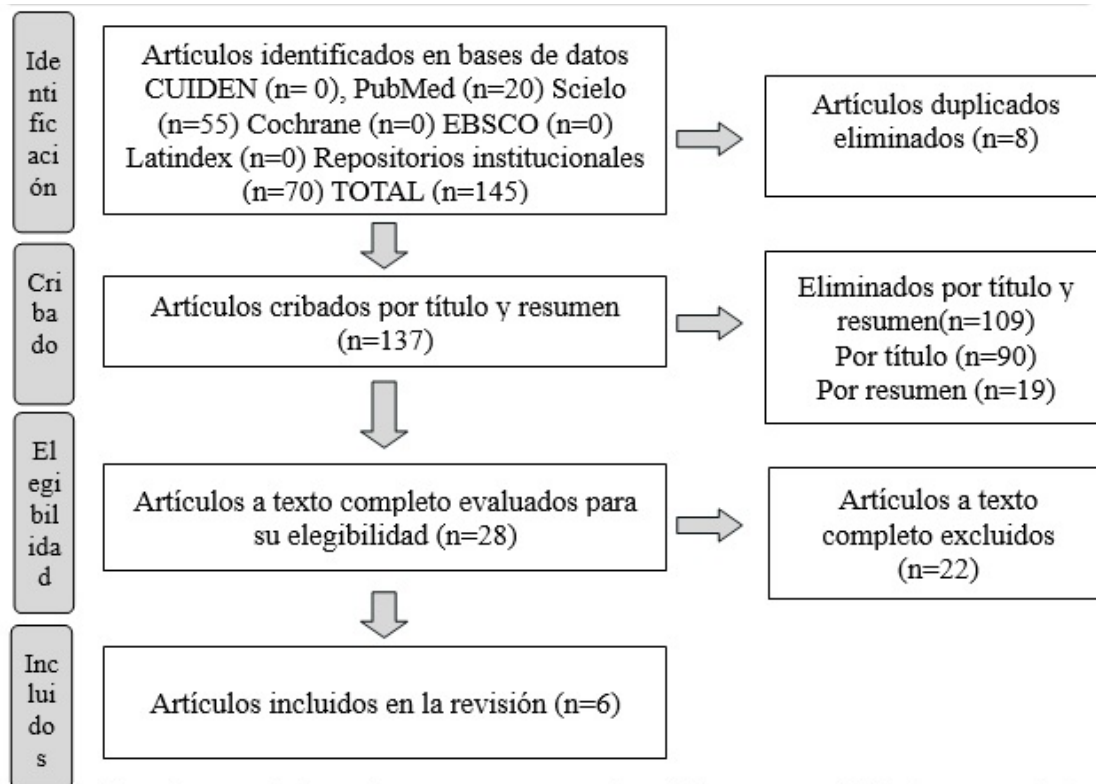 Ide
ntif
ic
aci
ón
Artículos identificados en bases de datos
CUIDEN (n= 0), PubMed (n=20) Scielo
(n=55) Cochrane (n=0) EBSCO (n=0)
Latindex (n=0) Repositorios institucionales
(n=70) TOTAL (n=145)
Artículos duplicados
eliminados (n=8)
Cri
ba
do
Artículos cribados por título y resumen
(n=137)
Eliminados por título y
resumen(n=109)
Por título (n=90)
Por resumen (n=19)
El
egi
bil
ida
d
Artículos a texto completo evaluados para
su elegibilidad (n=28)
Artículos a texto
completo excluidos
(n=22)
Inc
lui
do
s
Artículos incluidos en la revisión (n=6)